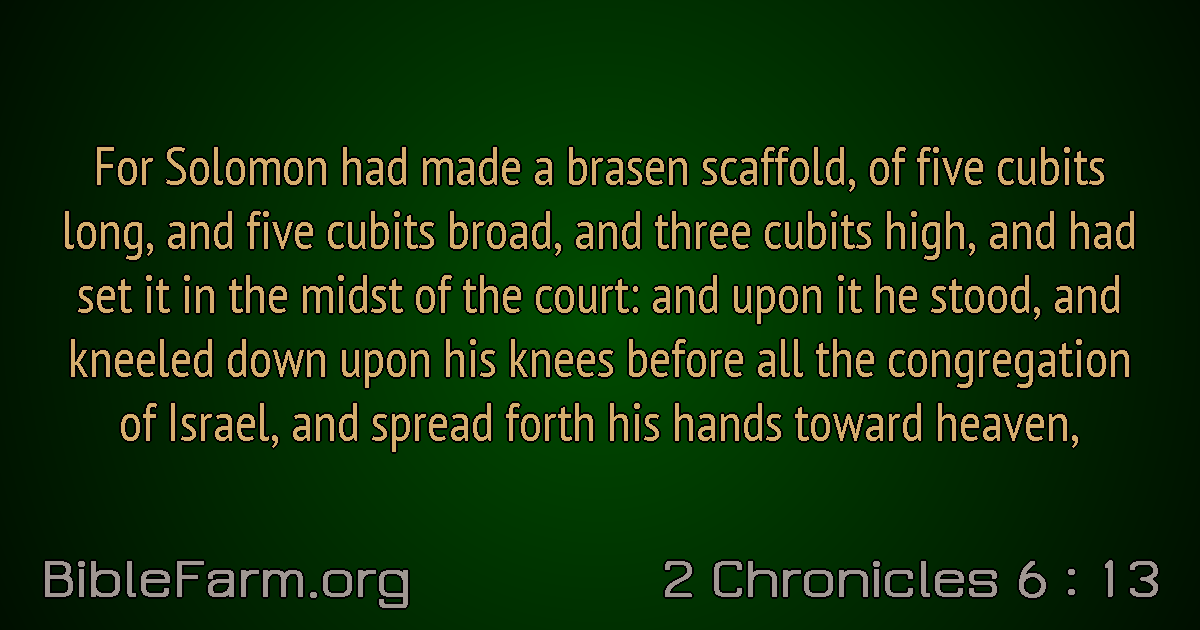 For Solomon had made a brasen scaffold, of five cubits
long, and five cubits broad, and three cubits high, and had
set it in the midst of the court: and upon it he stood, and
kneeled down upon his knees before all the congregation
of Israel, and spread forth his hands toward heaven,
BibleFarm.org
2 Chronicles 6 : 13